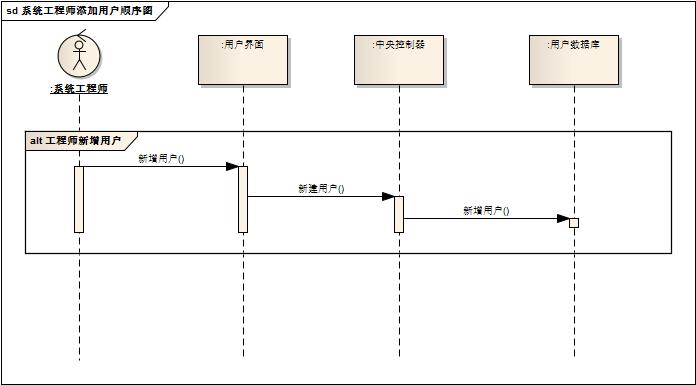 sd 系统工程师添加用户顺序图
:系统工程师
:用户界面
:中央控制器
:用户数据库
alt 工程师新增用户
新增用户()
新建用户()
新增用户()